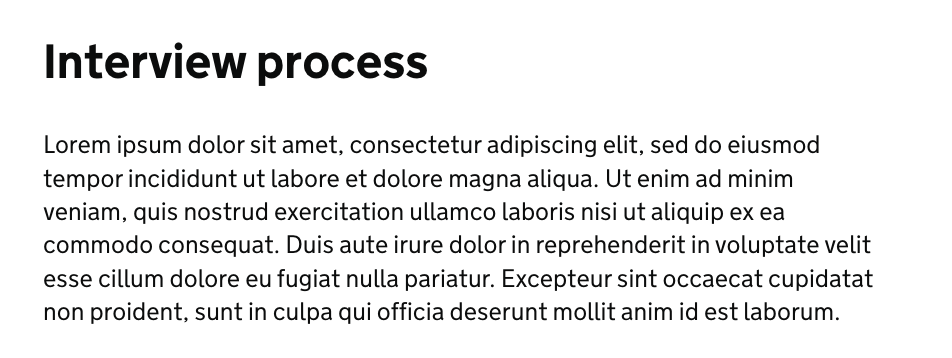 Interview process
Lorem ipsum dolor sit amet, consectetur adipiscing elit, sed do eiusmod
tempor incididunt ut labore et dolore magna aliqua. Ut enim ad minim
veniam, quis nostrud exercitation ullamco laboris nisi ut aliquip ex ea
commodo consequat. Duis aute irure dolor in reprehenderit in voluptate velit
esse cillum dolore eu fugiat nulla pariatur. Excepteur sint occaecat cupidatat
non proident, sunt in culpa qui officia deserunt mollit anim id est laborum.